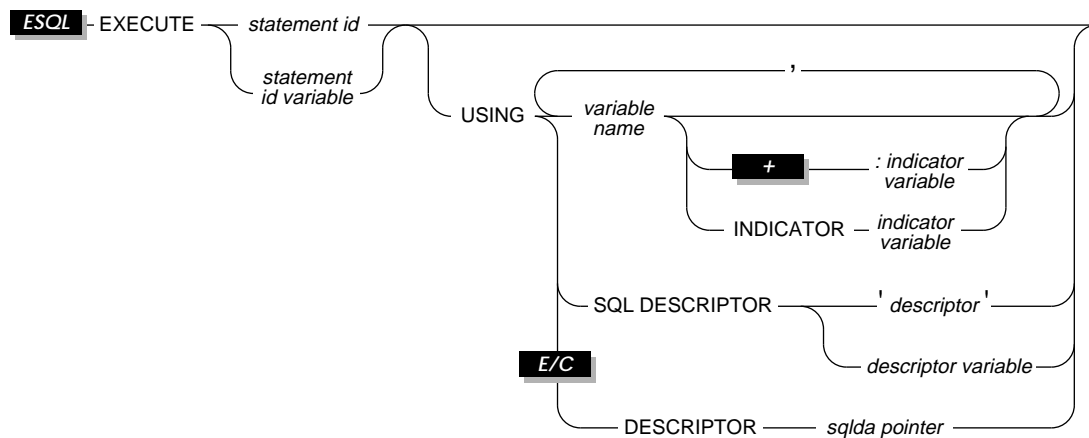 ESQL EXECUTE statement id
statement
id variable
,
USING variable
name
+ : indicator
variable
INDICATOR indicator
variable
SQL DESCRIPTOR ' descriptor '
E/C
descriptor variable
DESCRIPTOR sqlda pointer